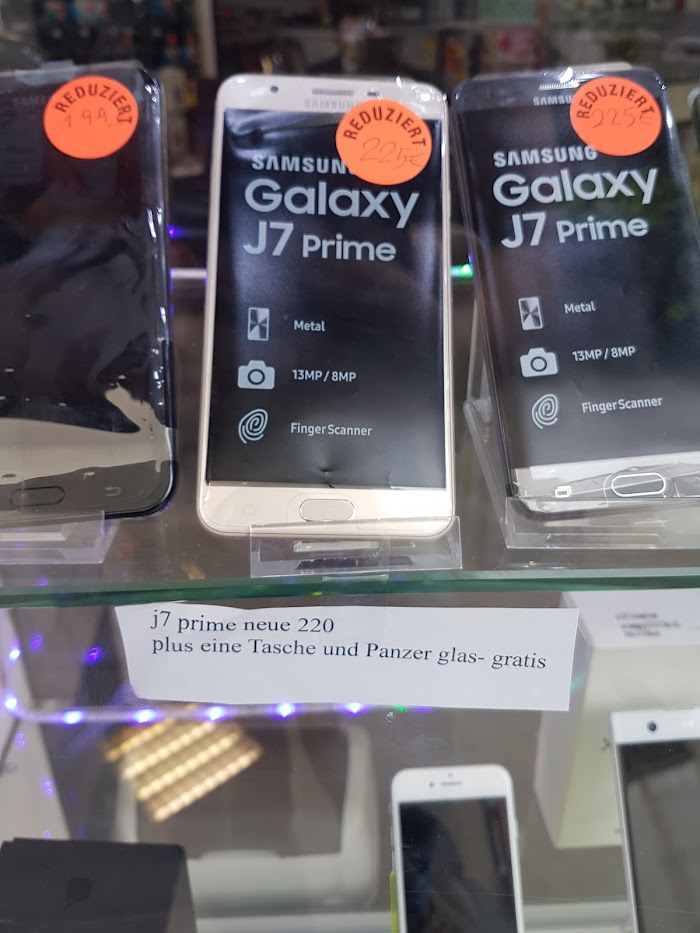 REDUZIERT
199
REDUZIERT
225€
SAMSUNG
Galaxy
J7 Prime
Metal
13MP / 8MP
Finger Scanner
SAMSUNG
REDUZIERT
225€
SAMSUNG
Galaxy
J7 Prime
Metal
13MP / 8MP
Finger Scanner
j7 prime neue 220
plus eine Tasche und Panzer glas- gratis